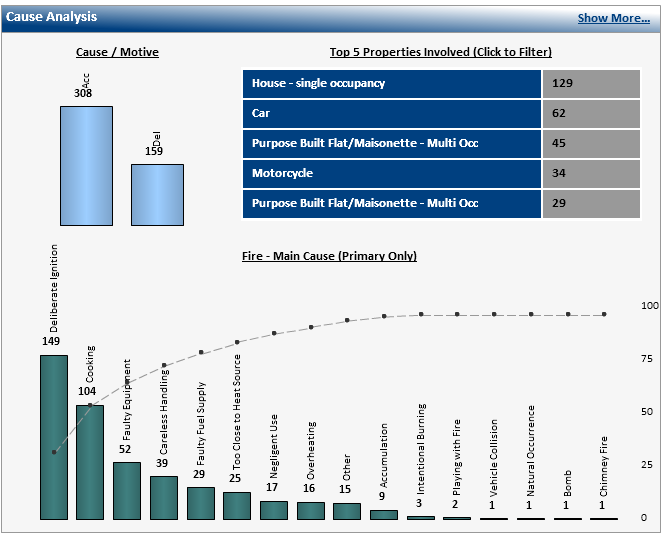 Cause Analysis
Show More...
Cause / Motive
Acc
308
Del
159
Top 5 Properties Involved (Click to Filter)
House - single occupancy 129
Car 62
Purpose Built Flat/Maisonette - Multi Occ 45
Motorcycle 34
Purpose Built Flat/Maisonette - Multi Occ 29
Fire - Main Cause (Primary Only)
Deliberate Ignition
149
Cooking
104
Faulty Equipment
52
Careless Handling
39
Faulty Fuel Supply
29
Too Close to Heat Source
25
Negligent Use
17
Overheating
16
Other
15
Accumulation
9
Intentional Burning
3
Playing with Fire
2
Vehicle Collision
1
Natural Occurrence
1
Bomb
1
Chimney Fire
1
100
75
50
25
0